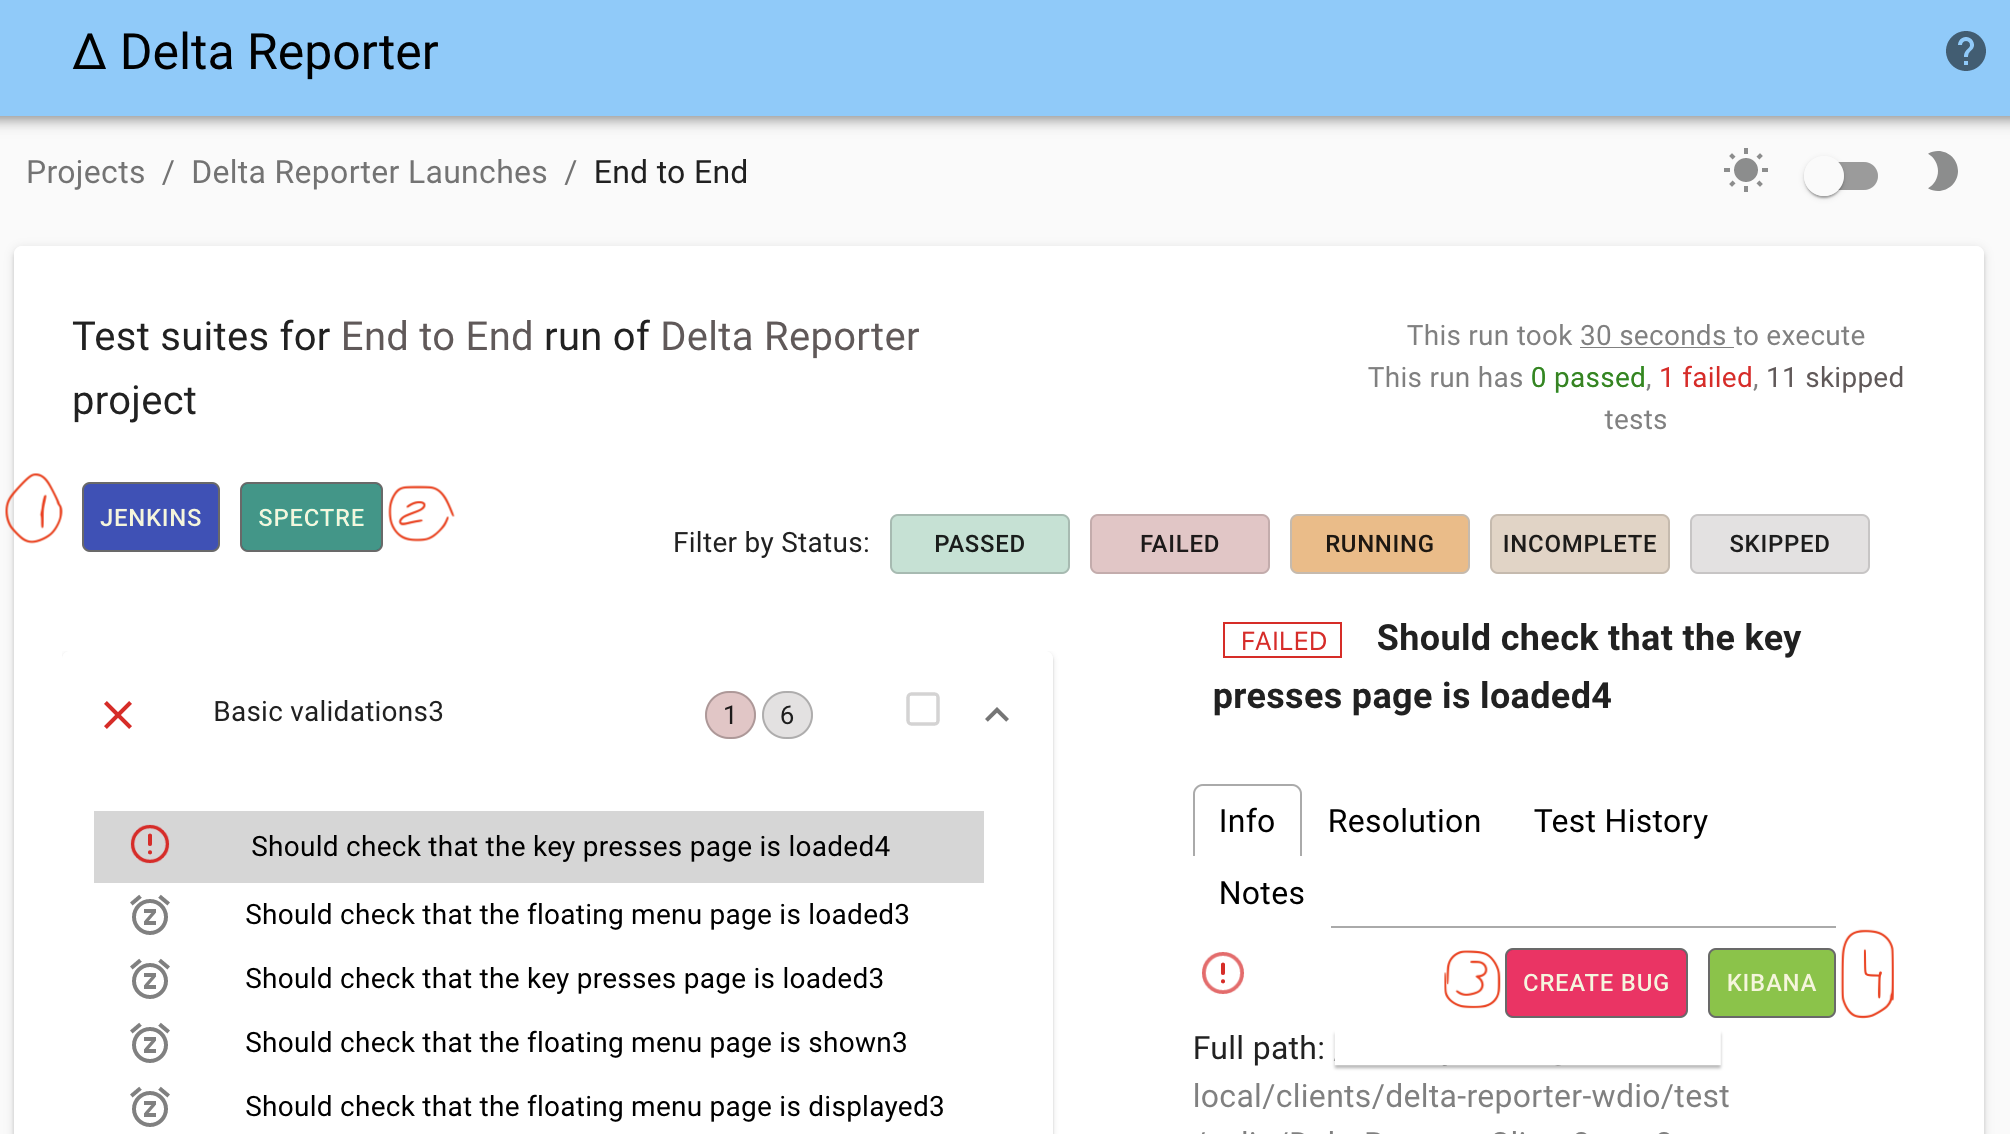 Δ Delta Reporter
?
Projects / Delta Reporter Launches / End to End
Test suites for End to End run of Delta Reporter
project
This run took 30 seconds to execute
This run has 0 passed, 1 failed, 11 skipped
tests
1 JENKINS SPECTRE 2
Filter by Status: PASSED FAILED RUNNING INCOMPLETE SKIPPED
Basic validations3 1 6
Should check that the key presses page is loaded4
Should check that the floating menu page is loaded3
Should check that the key presses page is loaded3
Should check that the floating menu page is shown3
Should check that the floating menu page is displayed3
FAILED Should check that the key
presses page is loaded4
Info Resolution Test History
Notes
3 CREATE BUG KIBANA 4
Full path:
local/clients/delta-reporter-wdio/test